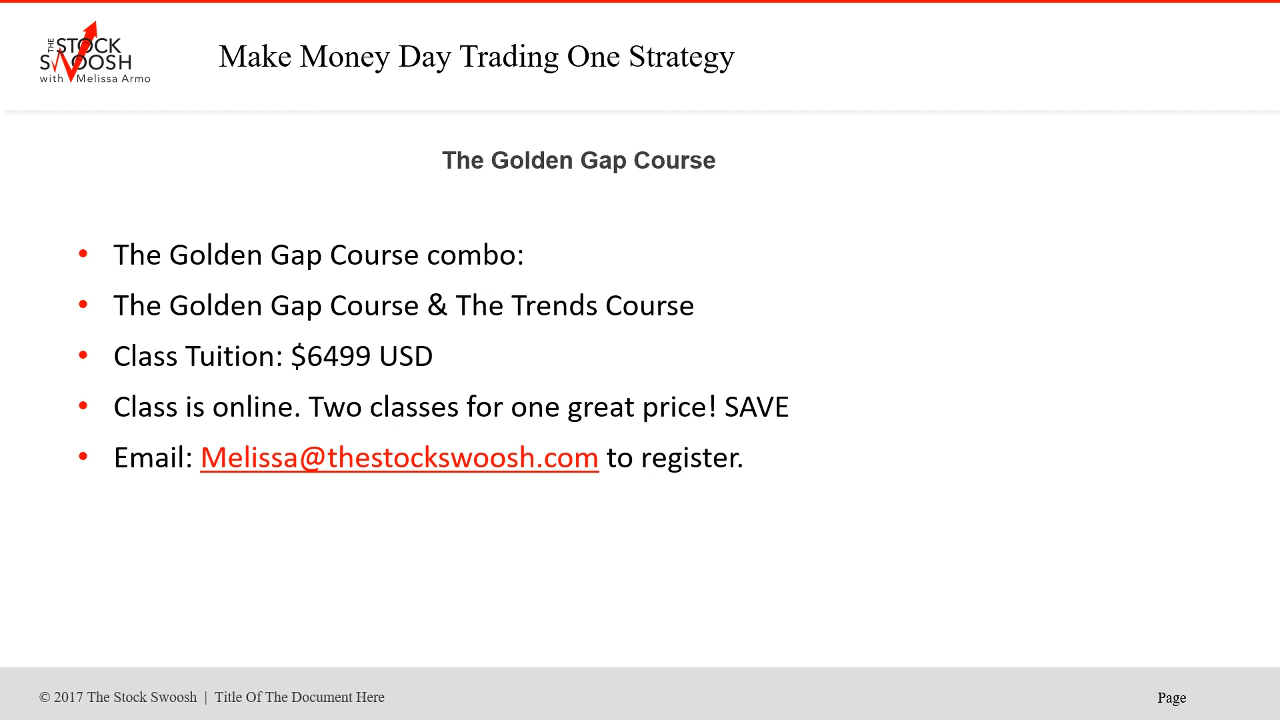 THE STOCK
SWOOSH
with Melissa Armo
Make Money Day Trading One Strategy
The Golden Gap Course
• The Golden Gap Course combo:
• The Golden Gap Course & The Trends Course
• Class Tuition: $6499 USD
• Class is online. Two classes for one great price! SAVE
• Email: Melissa@thestockswoosh.com to register.
© 2017 The Stock Swoosh | Title Of The Document Here
Page